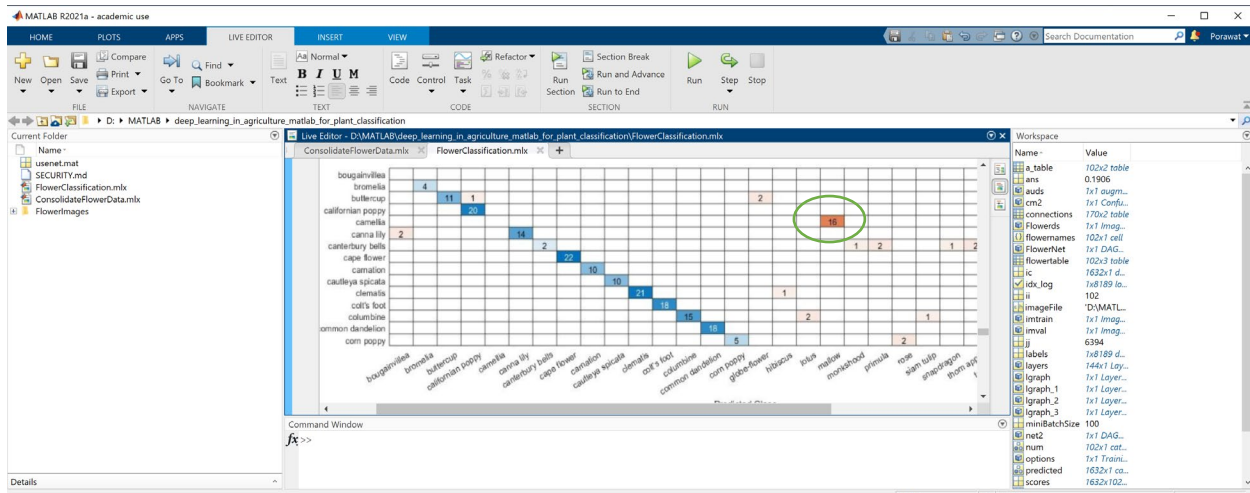 MATLAB R2021a - academic use
HOME PLOTS APPS LIVE EDITOR INSERT VIEW
Search Documentation Porawat
New Open Save Compare Print Export
FILE
Go To Find Bookmark
NAVIGATE
Text Aa Normal B I U M
TEXT
Code Control Task Refactor
CODE
Run Section Section Break Run and Advance Run to End
SECTION
Run Step Stop
RUN
D: MATLAB deep_learning_in_agriculture_matlab_for_plant_classification
Current Folder
Name
usenet.mat
SECURITY.md
FlowerClassification.mlx
ConsolidateFlowerData.mlx
FlowerImages
Details
Live Editor - D:\MATLAB\deep_learning_in_agriculture_matlab_for_plant_classification\FlowerClassification.mlx
ConsolidateFlowerData.mlx FlowerClassification.mlx
bougainvillea
bromelia 4
buttercup 11 1 2
californian poppy 20
camellia 16
canna lily 2 14
canterbury bells 2 1 2 1 2
cape flower 22
carnation 10
cautleya spicata 10
clematis 21 1
colt's foot 18
columbine 15 2 1
ommon dandelion 18
corn poppy 5 2
bougainvillea bromelia buttercup californian poppy camellia canna lily canterbury bells cape flower carnation cautleya spicata clematis colt's foot columbine common dandelion corn poppy globe-flower hibiscus lotus mallow monkshood primula rose siam tulip snapdragon thorn app
Command Window
fx >>
Workspace
Name Value
a_table 102x2 table
ans 0.1906
auds 1x1 augm...
cm2 1x1 Confu...
connections 170x2 table
Flowerds 1x1 Imag...
flowernames 102x1 cell
FlowerNet 1x1 DAG...
flowertable 102x3 table
ic 1632x1 d...
idx_log 1x8189 lo...
ii 102
imageFile 'D:\MATL...
imtrain 1x1 Imag...
imval 1x1 Imag...
jj 6394
labels 1x8189 d...
layers 144x1 Lay...
lgraph 1x1 Layer...
lgraph_1 1x1 Layer...
lgraph_2 1x1 Layer...
lgraph_3 1x1 Layer...
miniBatchSize 100
net2 1x1 DAG...
num 102x1 cat...
options 1x1 Traini...
predicted 1632x1 ca...
scores 1632x102...